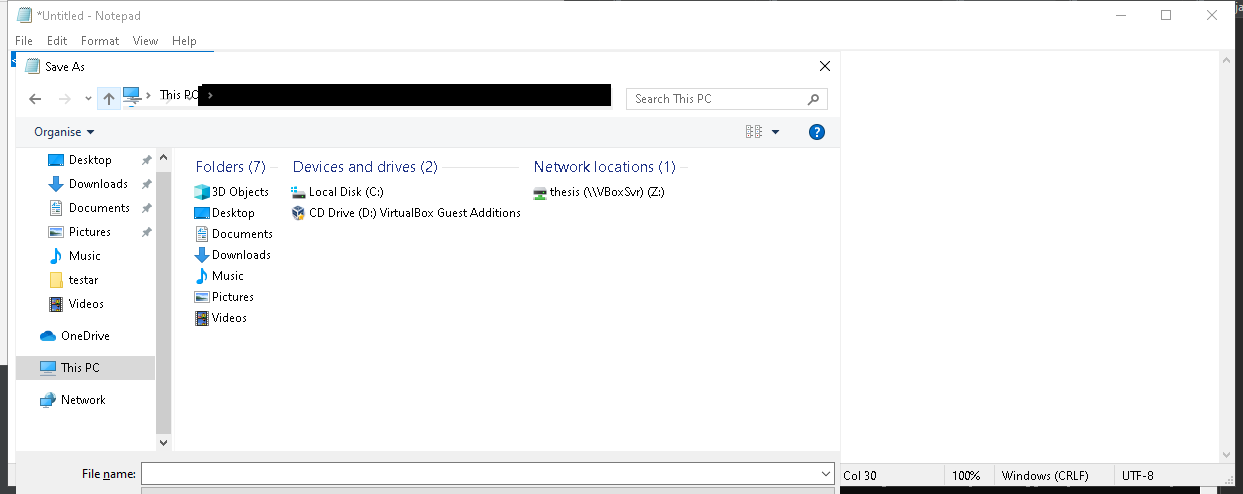 *Untitled - Notepad
File Edit Format View Help
Save As
This PC
Search This PC
Organise
Desktop
Downloads
Documents
Pictures
Music
testar
Videos
OneDrive
This PC
Network
Folders (7)
3D Objects
Desktop
Documents
Downloads
Music
Pictures
Videos
Devices and drives (2)
Local Disk (C:)
CD Drive (D:) VirtualBox Guest Additions
Network locations (1)
thesis (\\VBoxSvr) (Z:)
File name:
Col 30 100% Windows (CRLF) UTF-8